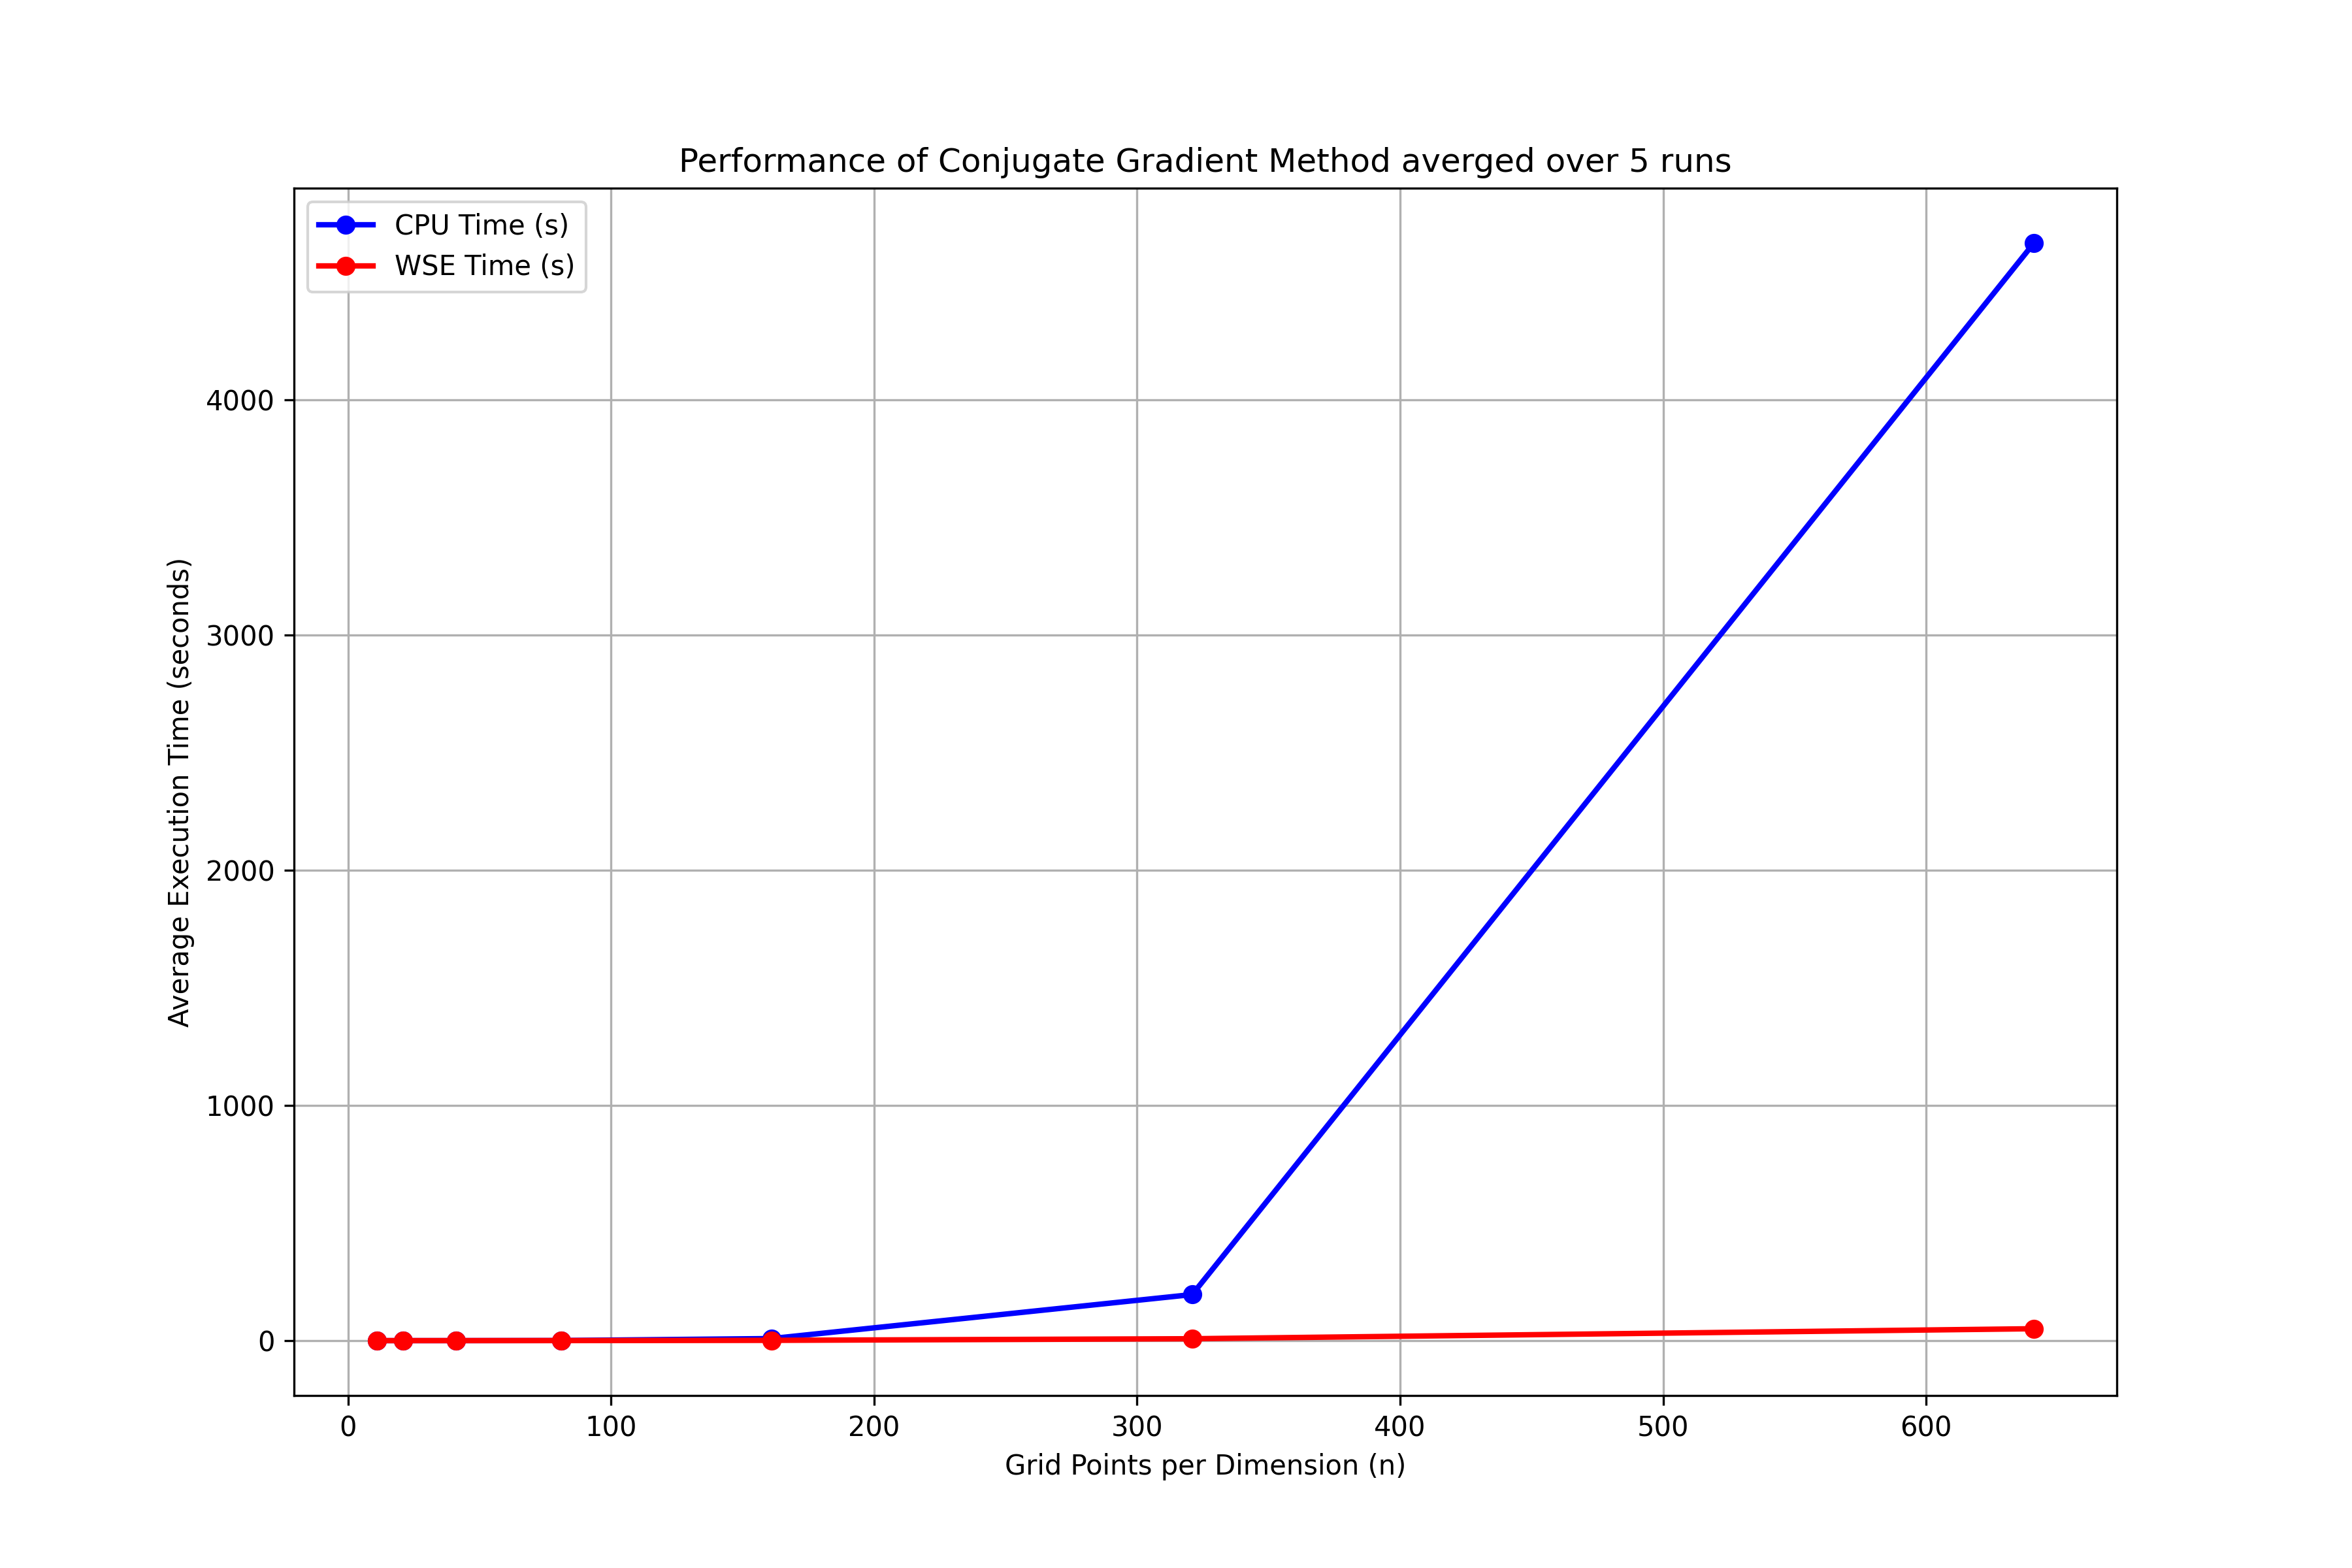 Performance of Conjugate Gradient Method averged over 5 runs
CPU Time (s)
WSE Time (s)
Average Execution Time (seconds)
4000
3000
2000
1000
0
0 100 200 300 400 500 600
Grid Points per Dimension (n)